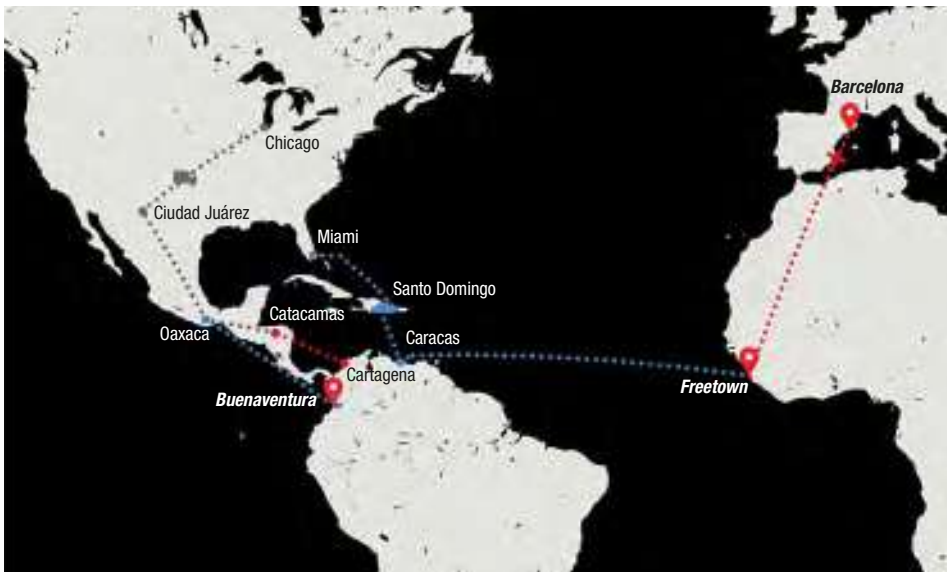 Barcelona
Chicago
Ciudad Juárez
Miami
Santo Domingo
Catacamas
Oaxaca
Caracas
Cartagena
Freetown
Buenaventura